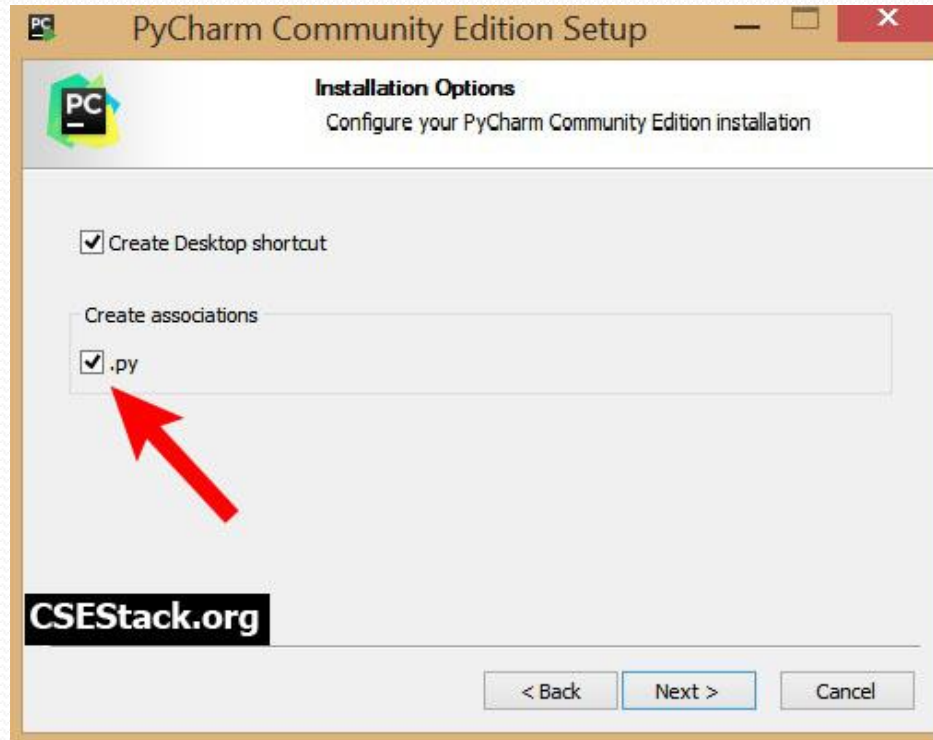 PyCharm Community Edition Setup
PC
Installation Options
Configure your PyCharm Community Edition installation
Create Desktop shortcut
Create associations
.py
CSEStack.org
< Back Next > Cancel